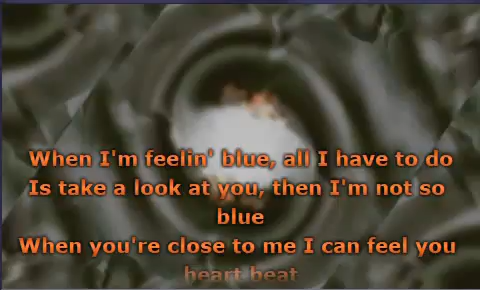 When I'm feelin' blue, all I have to do
Is take a look at you, then I'm not so
blue
When you're close to me I can feel you
heart beat